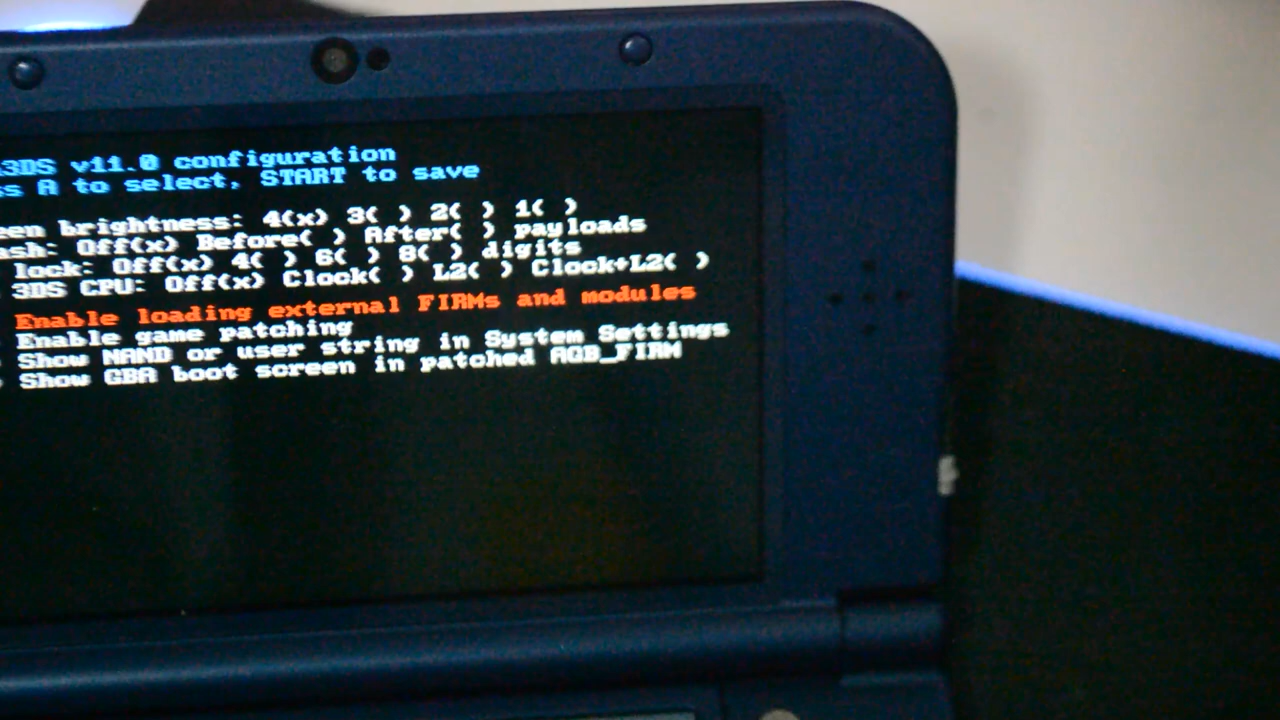 3DS v11.0 configuration
A to select, START to save
brightness: 4(x) 3( ) 2( ) 1( )
Off(x) Before( ) After( ) payloads
lock: Off(x) 4( ) 6( ) 8( ) digits
3DS CPU: Off(x) Clock( ) L2( ) Clock+L2( )
Enable loading external FIRMs and modules
Enable game patching
Show NAND or user string in System Settings
Show GBA boot screen in patched AGB_FIRM